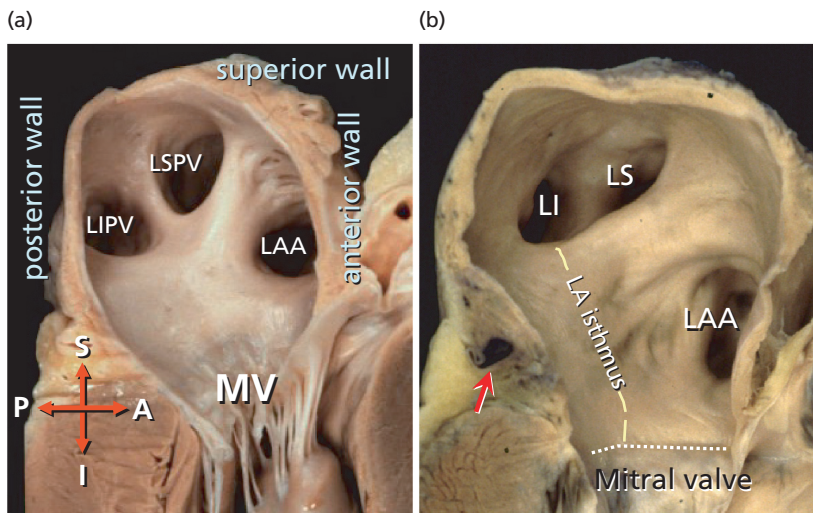 (a)
superior wall
posterior wall
anterior wall
LSPV
LIPV
LAA
MV
S
P
A
I
(b)
LS
LI
LA isthmus
LAA
Mitral valve